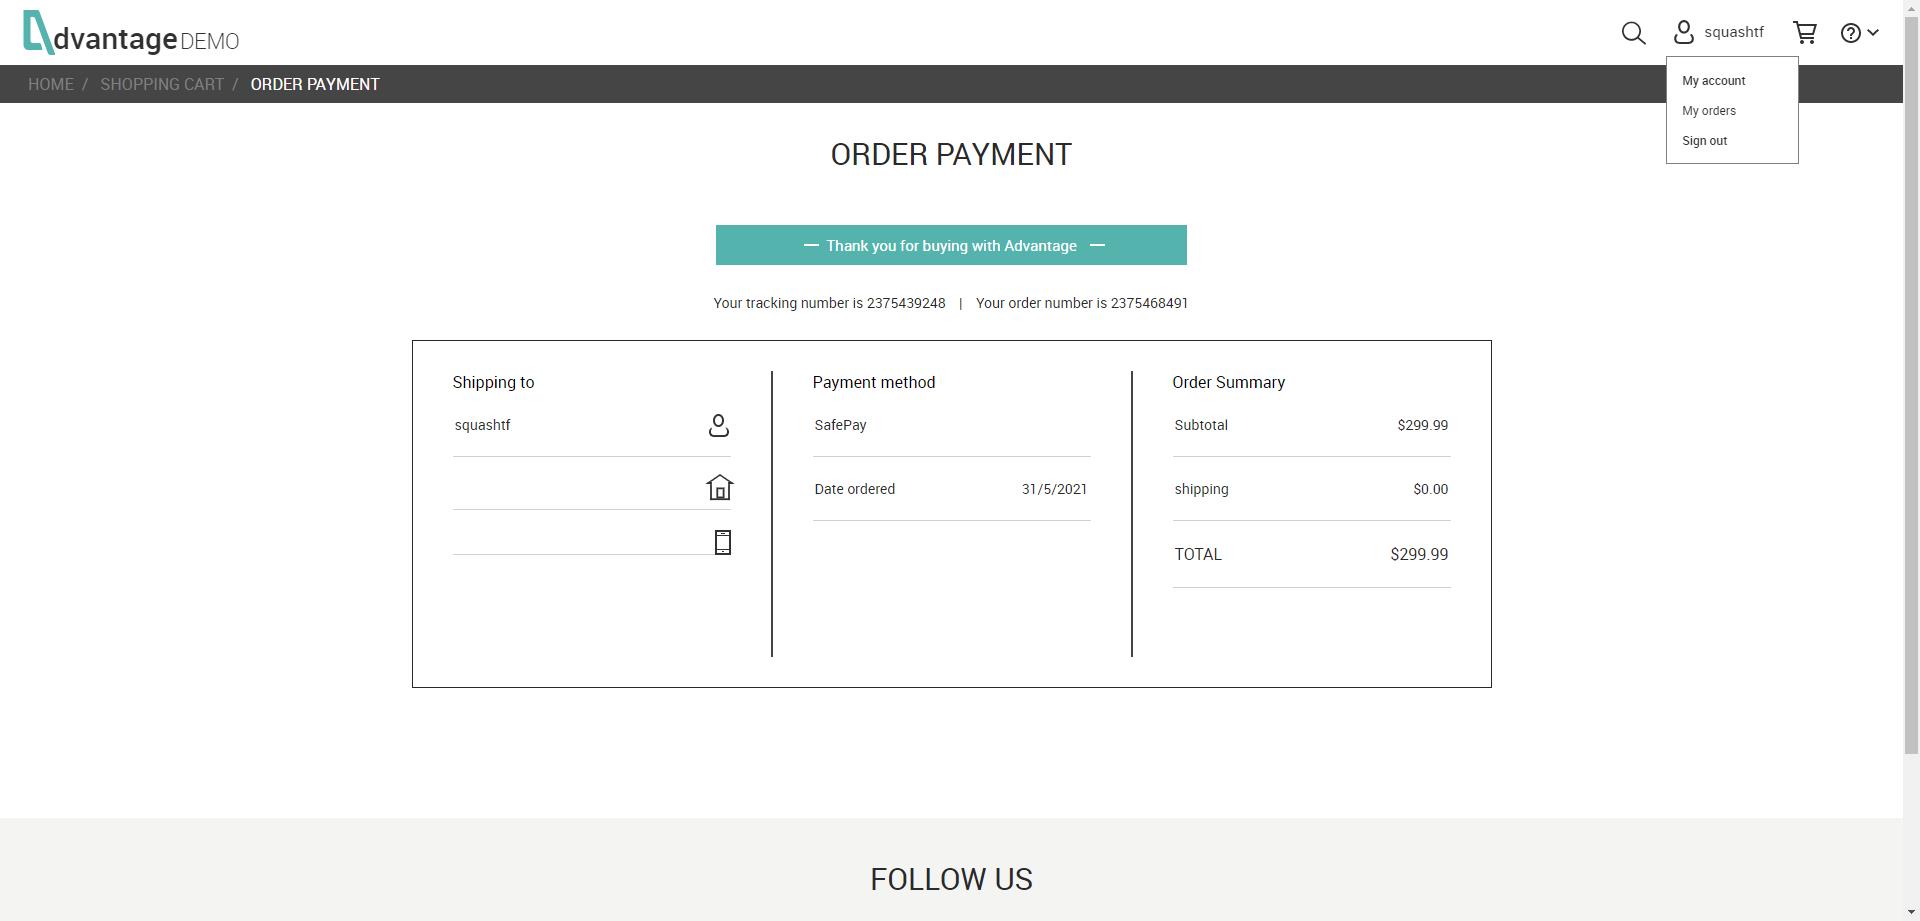 dvantage DEMO
squashtf
My account
My orders
Sign out
HOME / SHOPPING CART / ORDER PAYMENT
ORDER PAYMENT
— Thank you for buying with Advantage —
Your tracking number is 2375439248 | Your order number is 2375468491
Shipping to
squashtf
Payment method
SafePay
Date ordered 31/5/2021
Order Summary
Subtotal $299.99
shipping $0.00
TOTAL $299.99
FOLLOW US